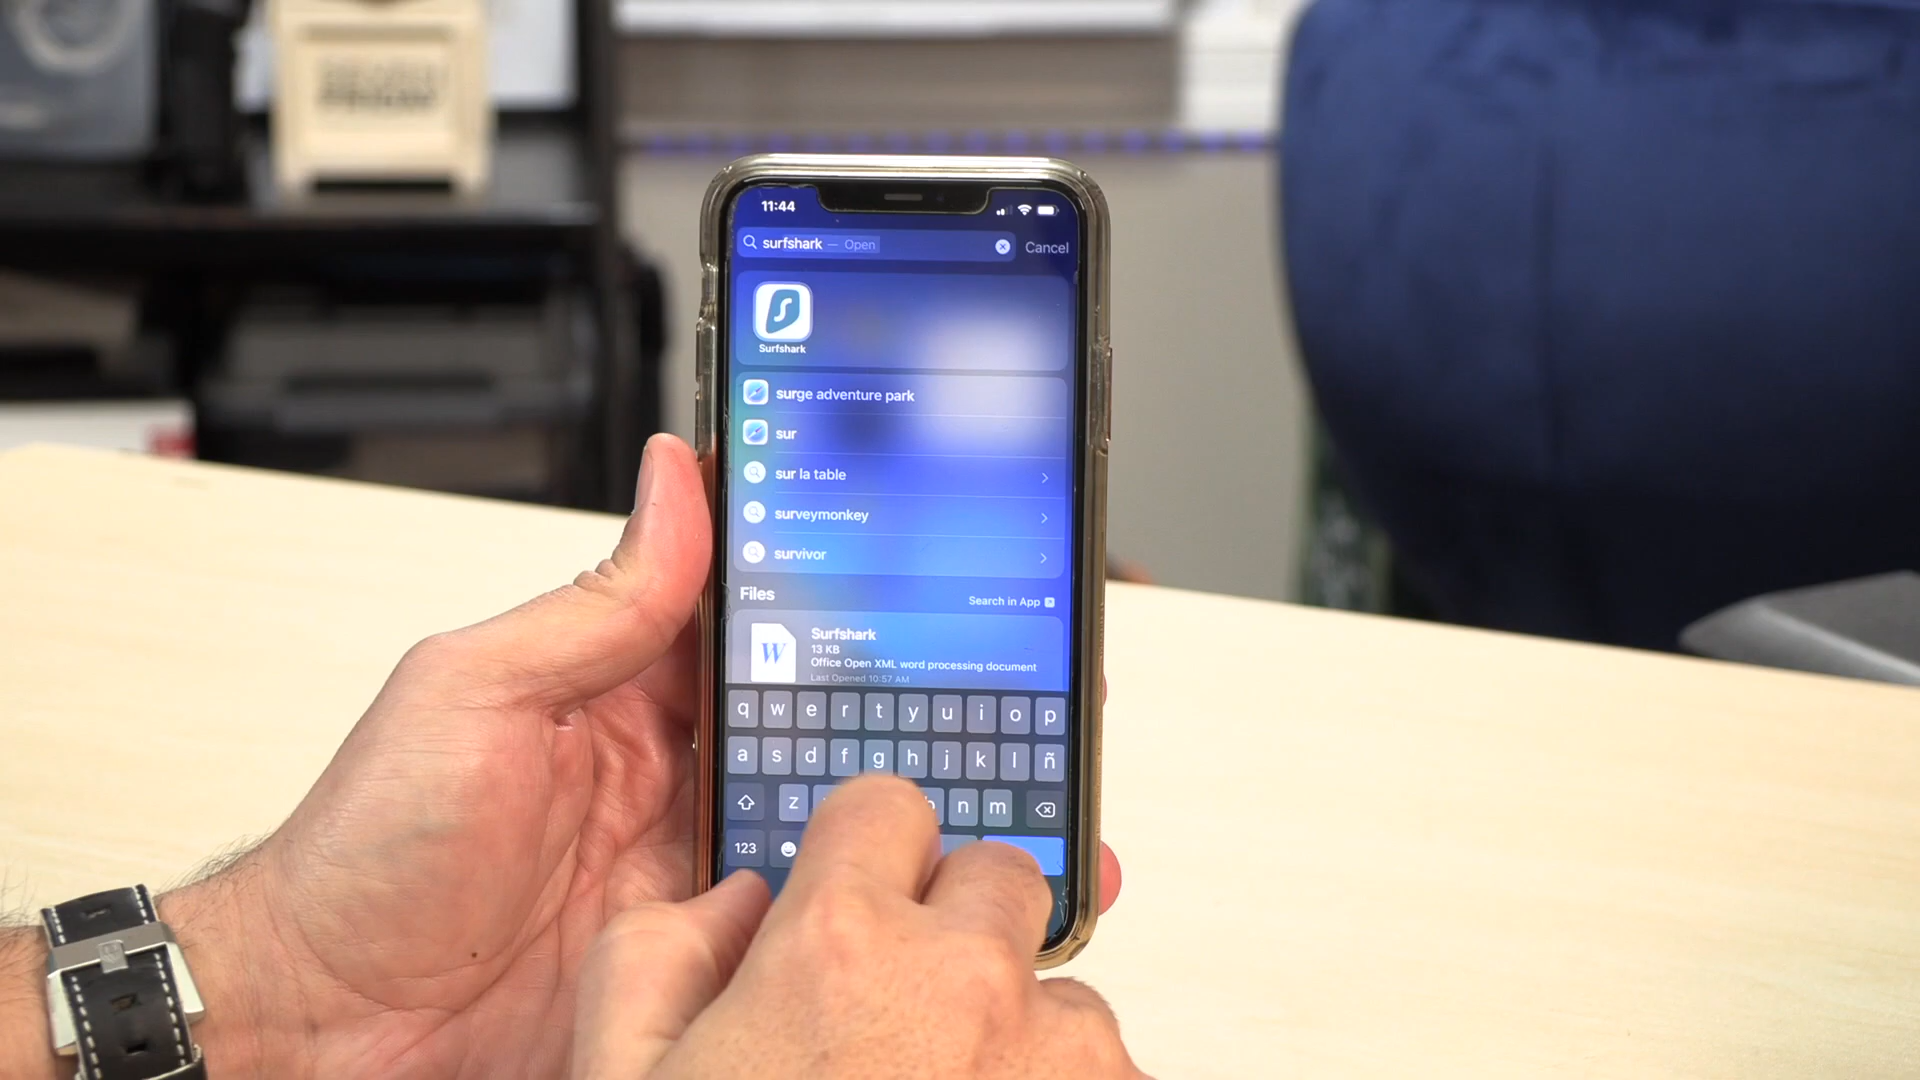 11:44
surfshark — Open
Cancel
Surfshark
surge adventure park
sur
sur la table
surveymonkey
survivor
Files
Search in App
W
Surfshark
13 KB
Office Open XML word processing document
Last Opened 10:57 AM
q w e r t y u i o p
a s d f g h j k l ñ
z b n m
123